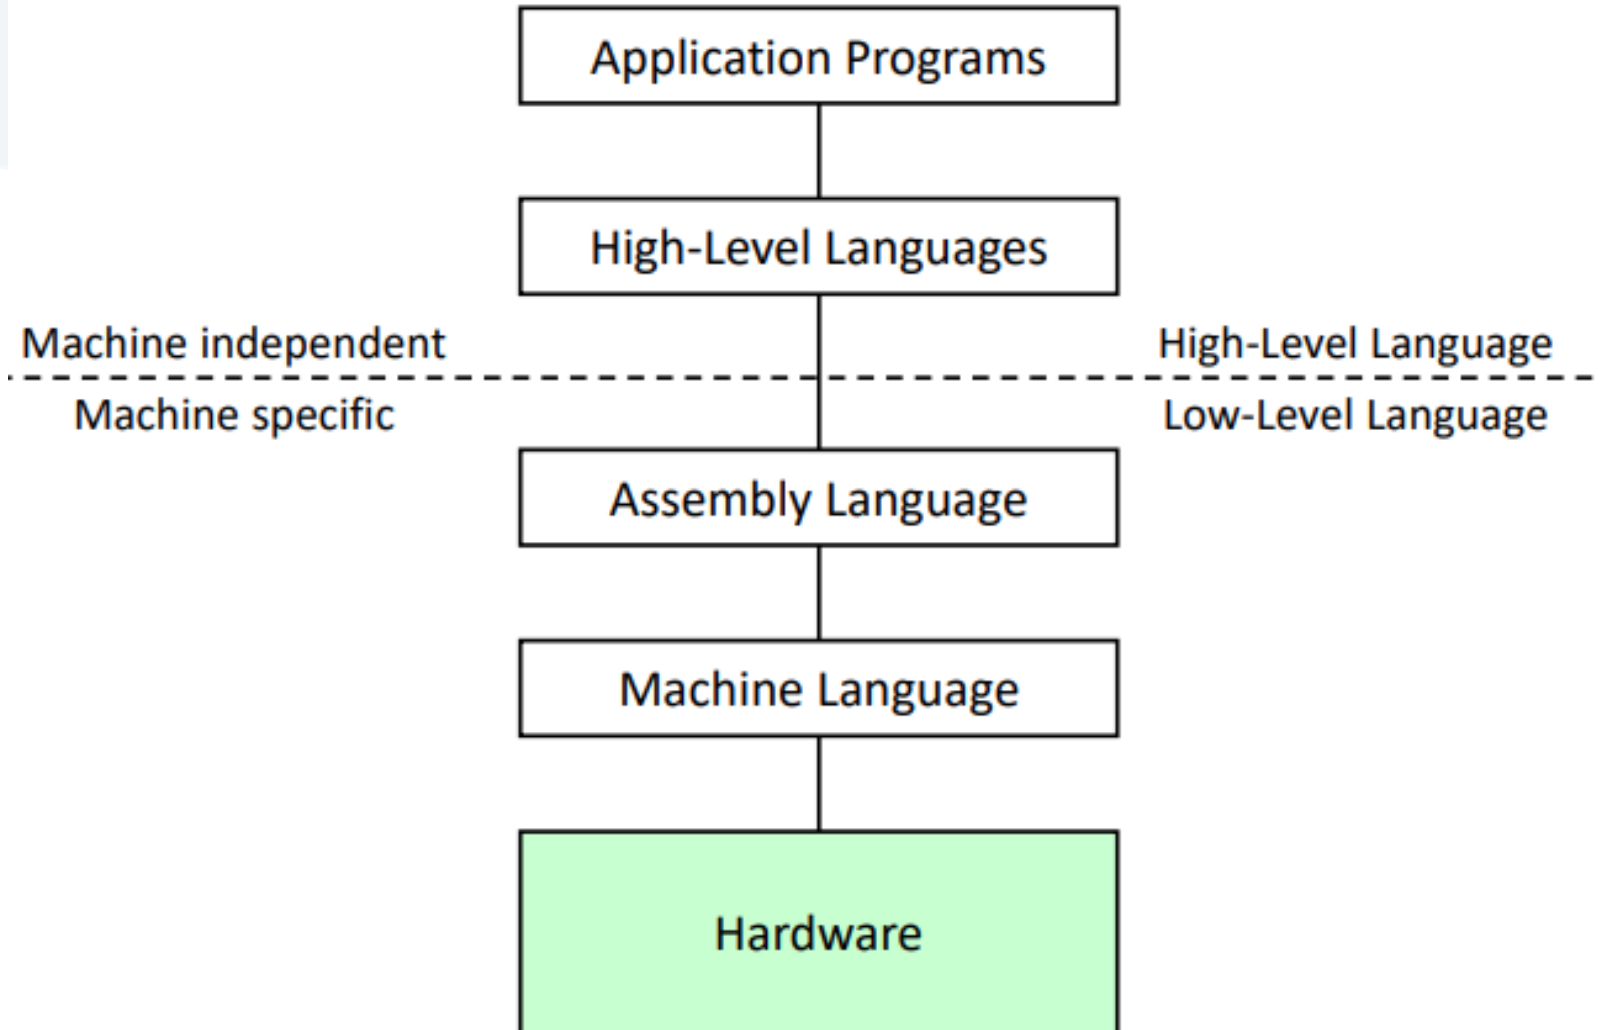 Application Programs
High-Level Languages
Machine independent
High-Level Language
Machine specific
Low-Level Language
Assembly Language
Machine Language
Hardware